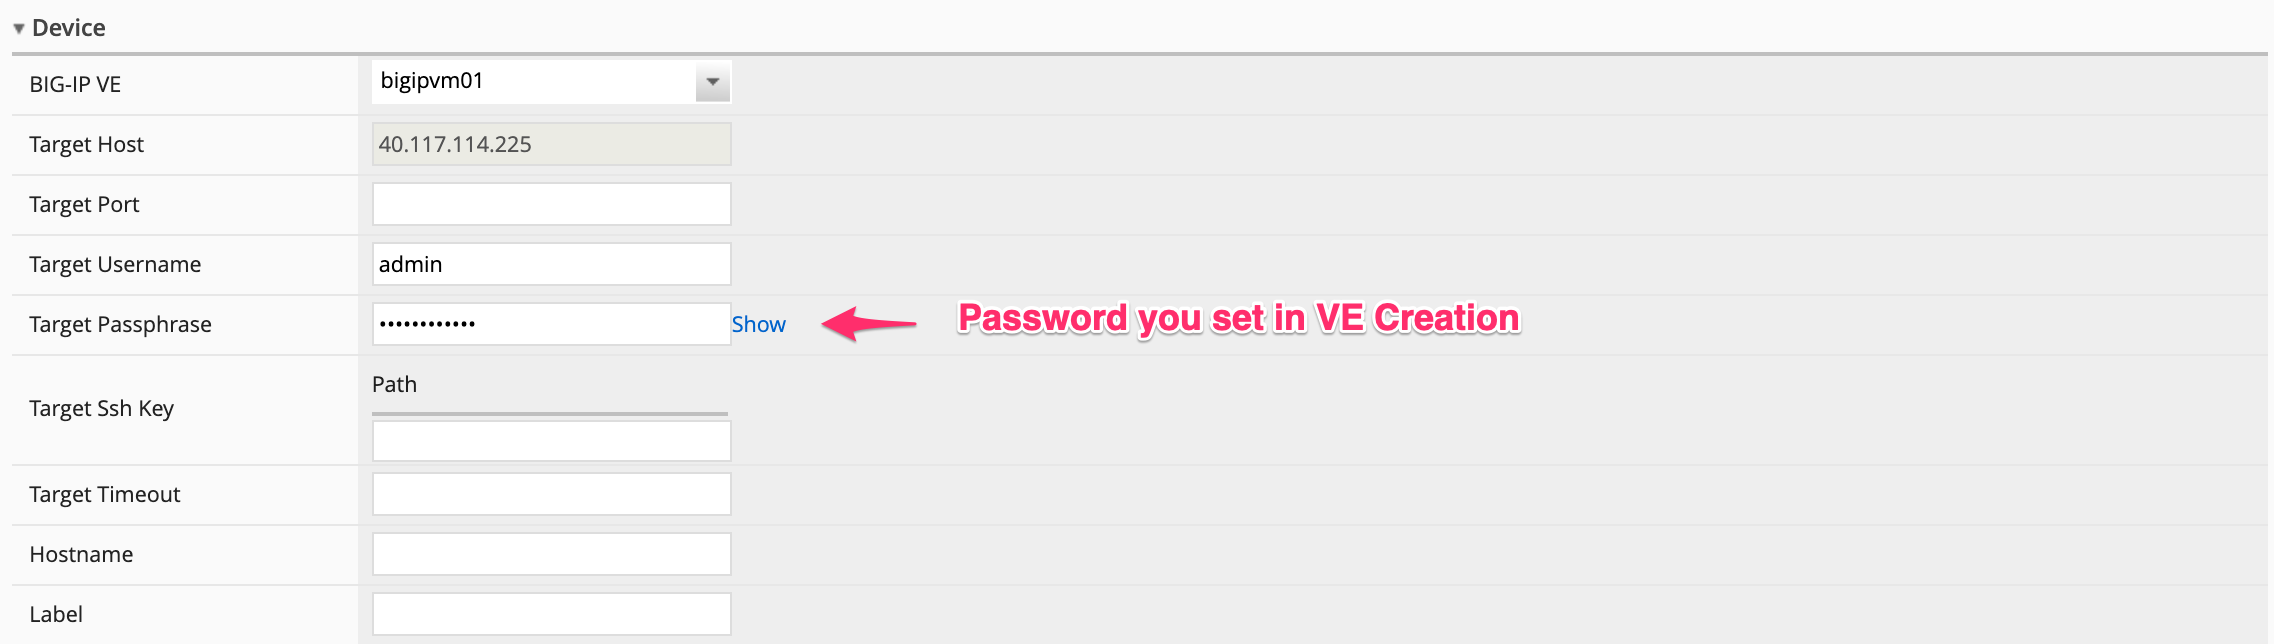 Device
BIG-IP VE bigipvm01
Target Host 40.117.114.225
Target Port
Target Username admin
Target Passphrase •••••••••••• Show Password you set in VE Creation
Path
Target Ssh Key
Target Timeout
Hostname
Label